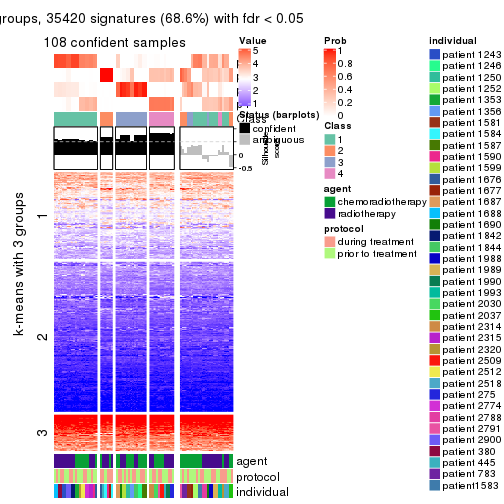 groups, 35420 signatures (68.6%) with fdr < 0.05
108 confident samples
k-means with 3 groups
1
2
3
p
Class
1
0
-0.5
Silhouette
score
agent
protocol
individual
Value
5
4
3
2
1
Status (barplots)
confident
ambiguous
Prob
1
0.8
0.6
0.4
0.2
0
Class
1
2
3
4
agent
chemoradiotherapy
radiotherapy
protocol
during treatment
prior to treatment
individual
patient 1243
patient 1246
patient 1250
patient 1252
patient 1353
patient 1356
patient 1581
patient 1584
patient 1587
patient 1590
patient 1599
patient 1676
patient 1677
patient 1687
patient 1688
patient 1690
patient 1842
patient 1844
patient 1988
patient 1989
patient 1990
patient 1993
patient 2030
patient 2037
patient 2314
patient 2315
patient 2320
patient 2509
patient 2512
patient 2518
patient 275
patient 2774
patient 2788
patient 2791
patient 2900
patient 380
patient 445
patient 783
patient1583